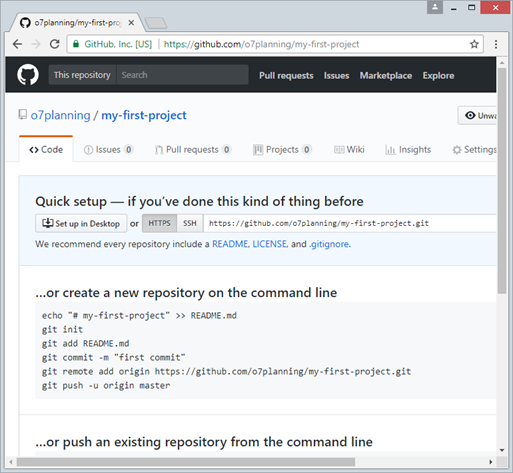 o7planning/my-first-project
GitHub, Inc. [US] https://github.com/o7planning/my-first-project
This repository Search Pull requests Issues Marketplace Explore
o7planning / my-first-project Unwa
Code Issues 0 Pull requests 0 Projects 0 Wiki Insights Settings
Quick setup — if you've done this kind of thing before
Set up in Desktop or HTTPS SSH https://github.com/o7planning/my-first-project.git
We recommend every repository include a README, LICENSE, and .gitignore.
…or create a new repository on the command line
echo "# my-first-project" >> README.md
git init
git add README.md
git commit -m "first commit"
git remote add origin https://github.com/o7planning/my-first-project.git
git push -u origin master
…or push an existing repository from the command line